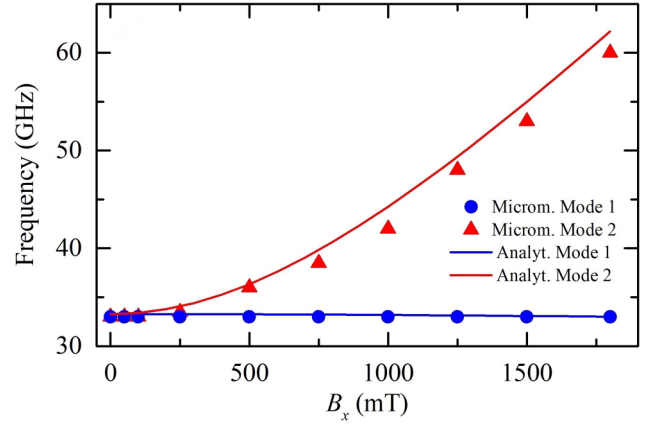 Frequency (GHz)
60
50
40
30
Microm. Mode 1
Microm. Mode 2
Analyt. Mode 1
Analyt. Mode 2
0
500
1000
1500
Bx (mT)